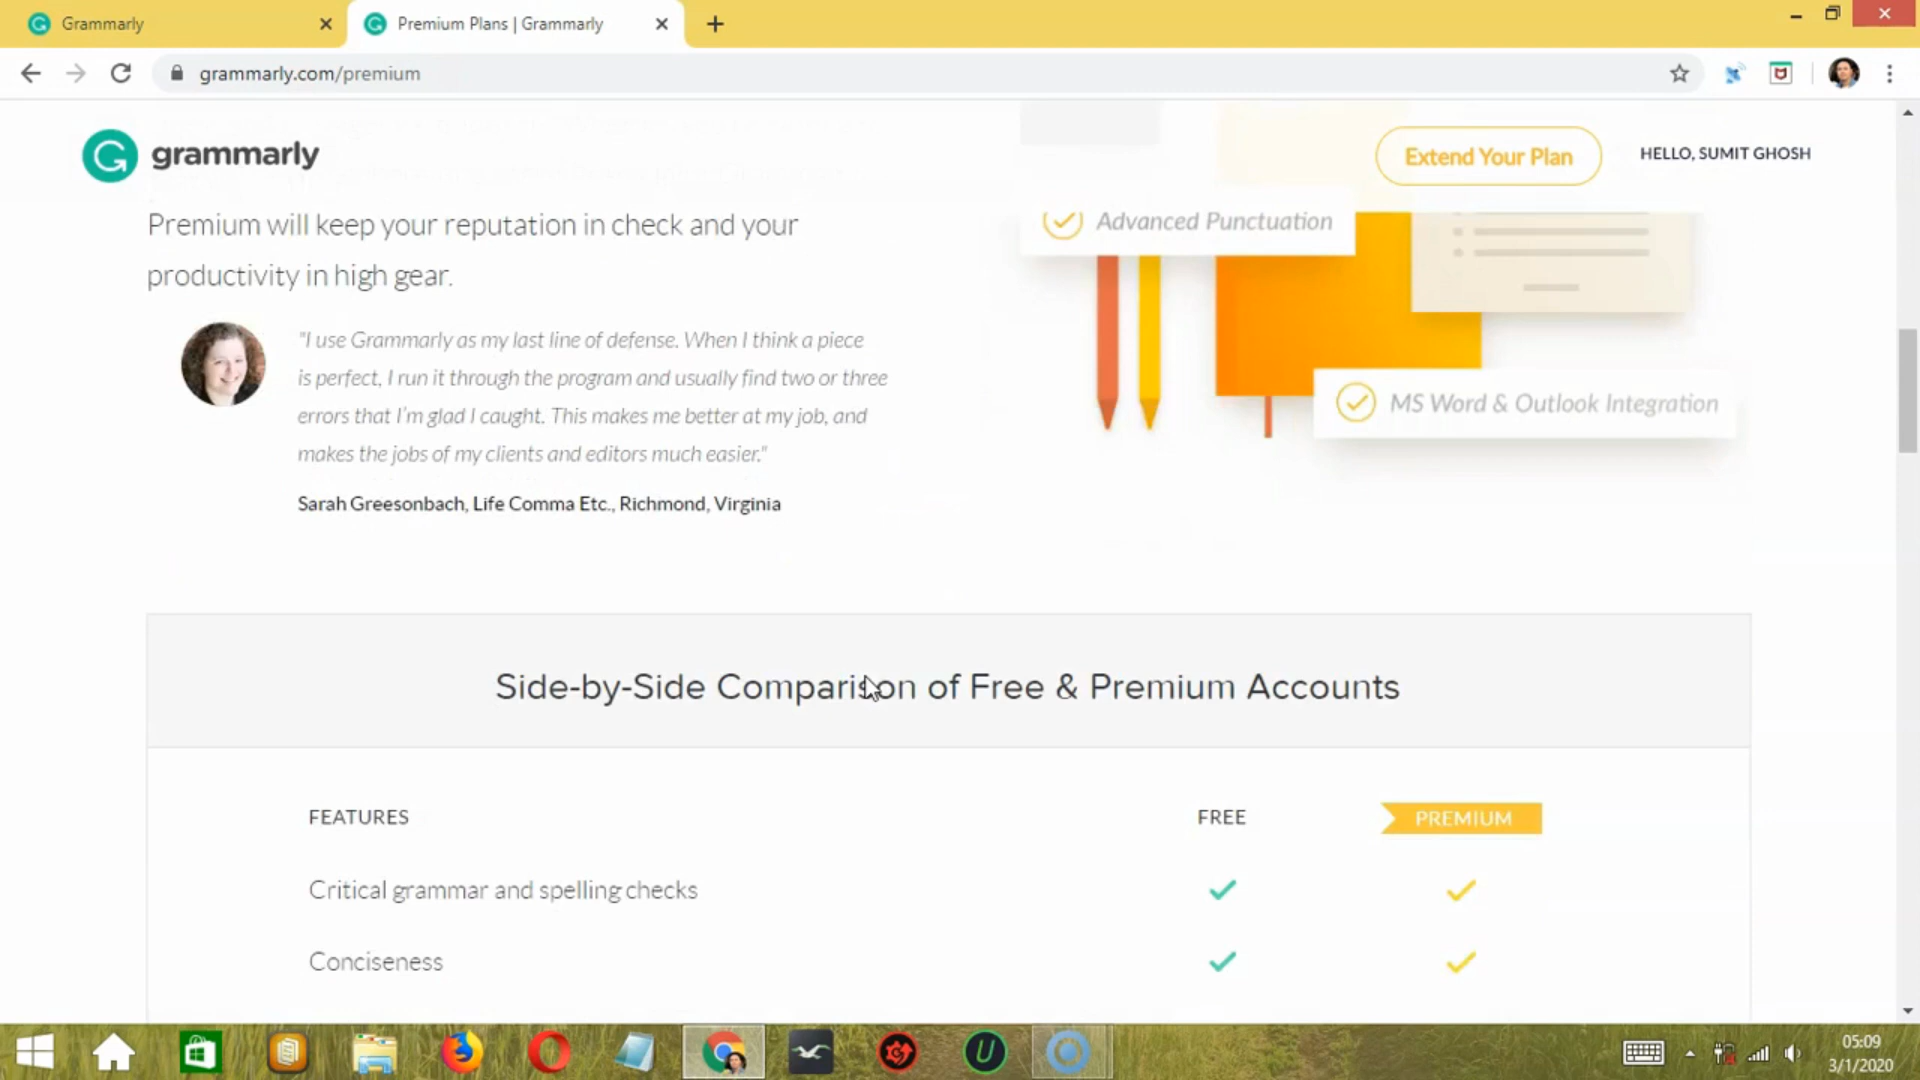 Grammarly
Premium Plans | Grammarly
grammarly.com/premium
grammarly
Extend Your Plan
HELLO, SUMIT GHOSH
Premium will keep your reputation in check and your
productivity in high gear.
Advanced Punctuation
MS Word & Outlook Integration
"I use Grammarly as my last line of defense. When I think a piece
is perfect, I run it through the program and usually find two or three
errors that I'm glad I caught. This makes me better at my job, and
makes the jobs of my clients and editors much easier."
Sarah Greesonbach, Life Comma Etc., Richmond, Virginia
Side-by-Side Comparison of Free & Premium Accounts
FEATURES FREE PREMIUM
Critical grammar and spelling checks
Conciseness
05:09
3/1/2020